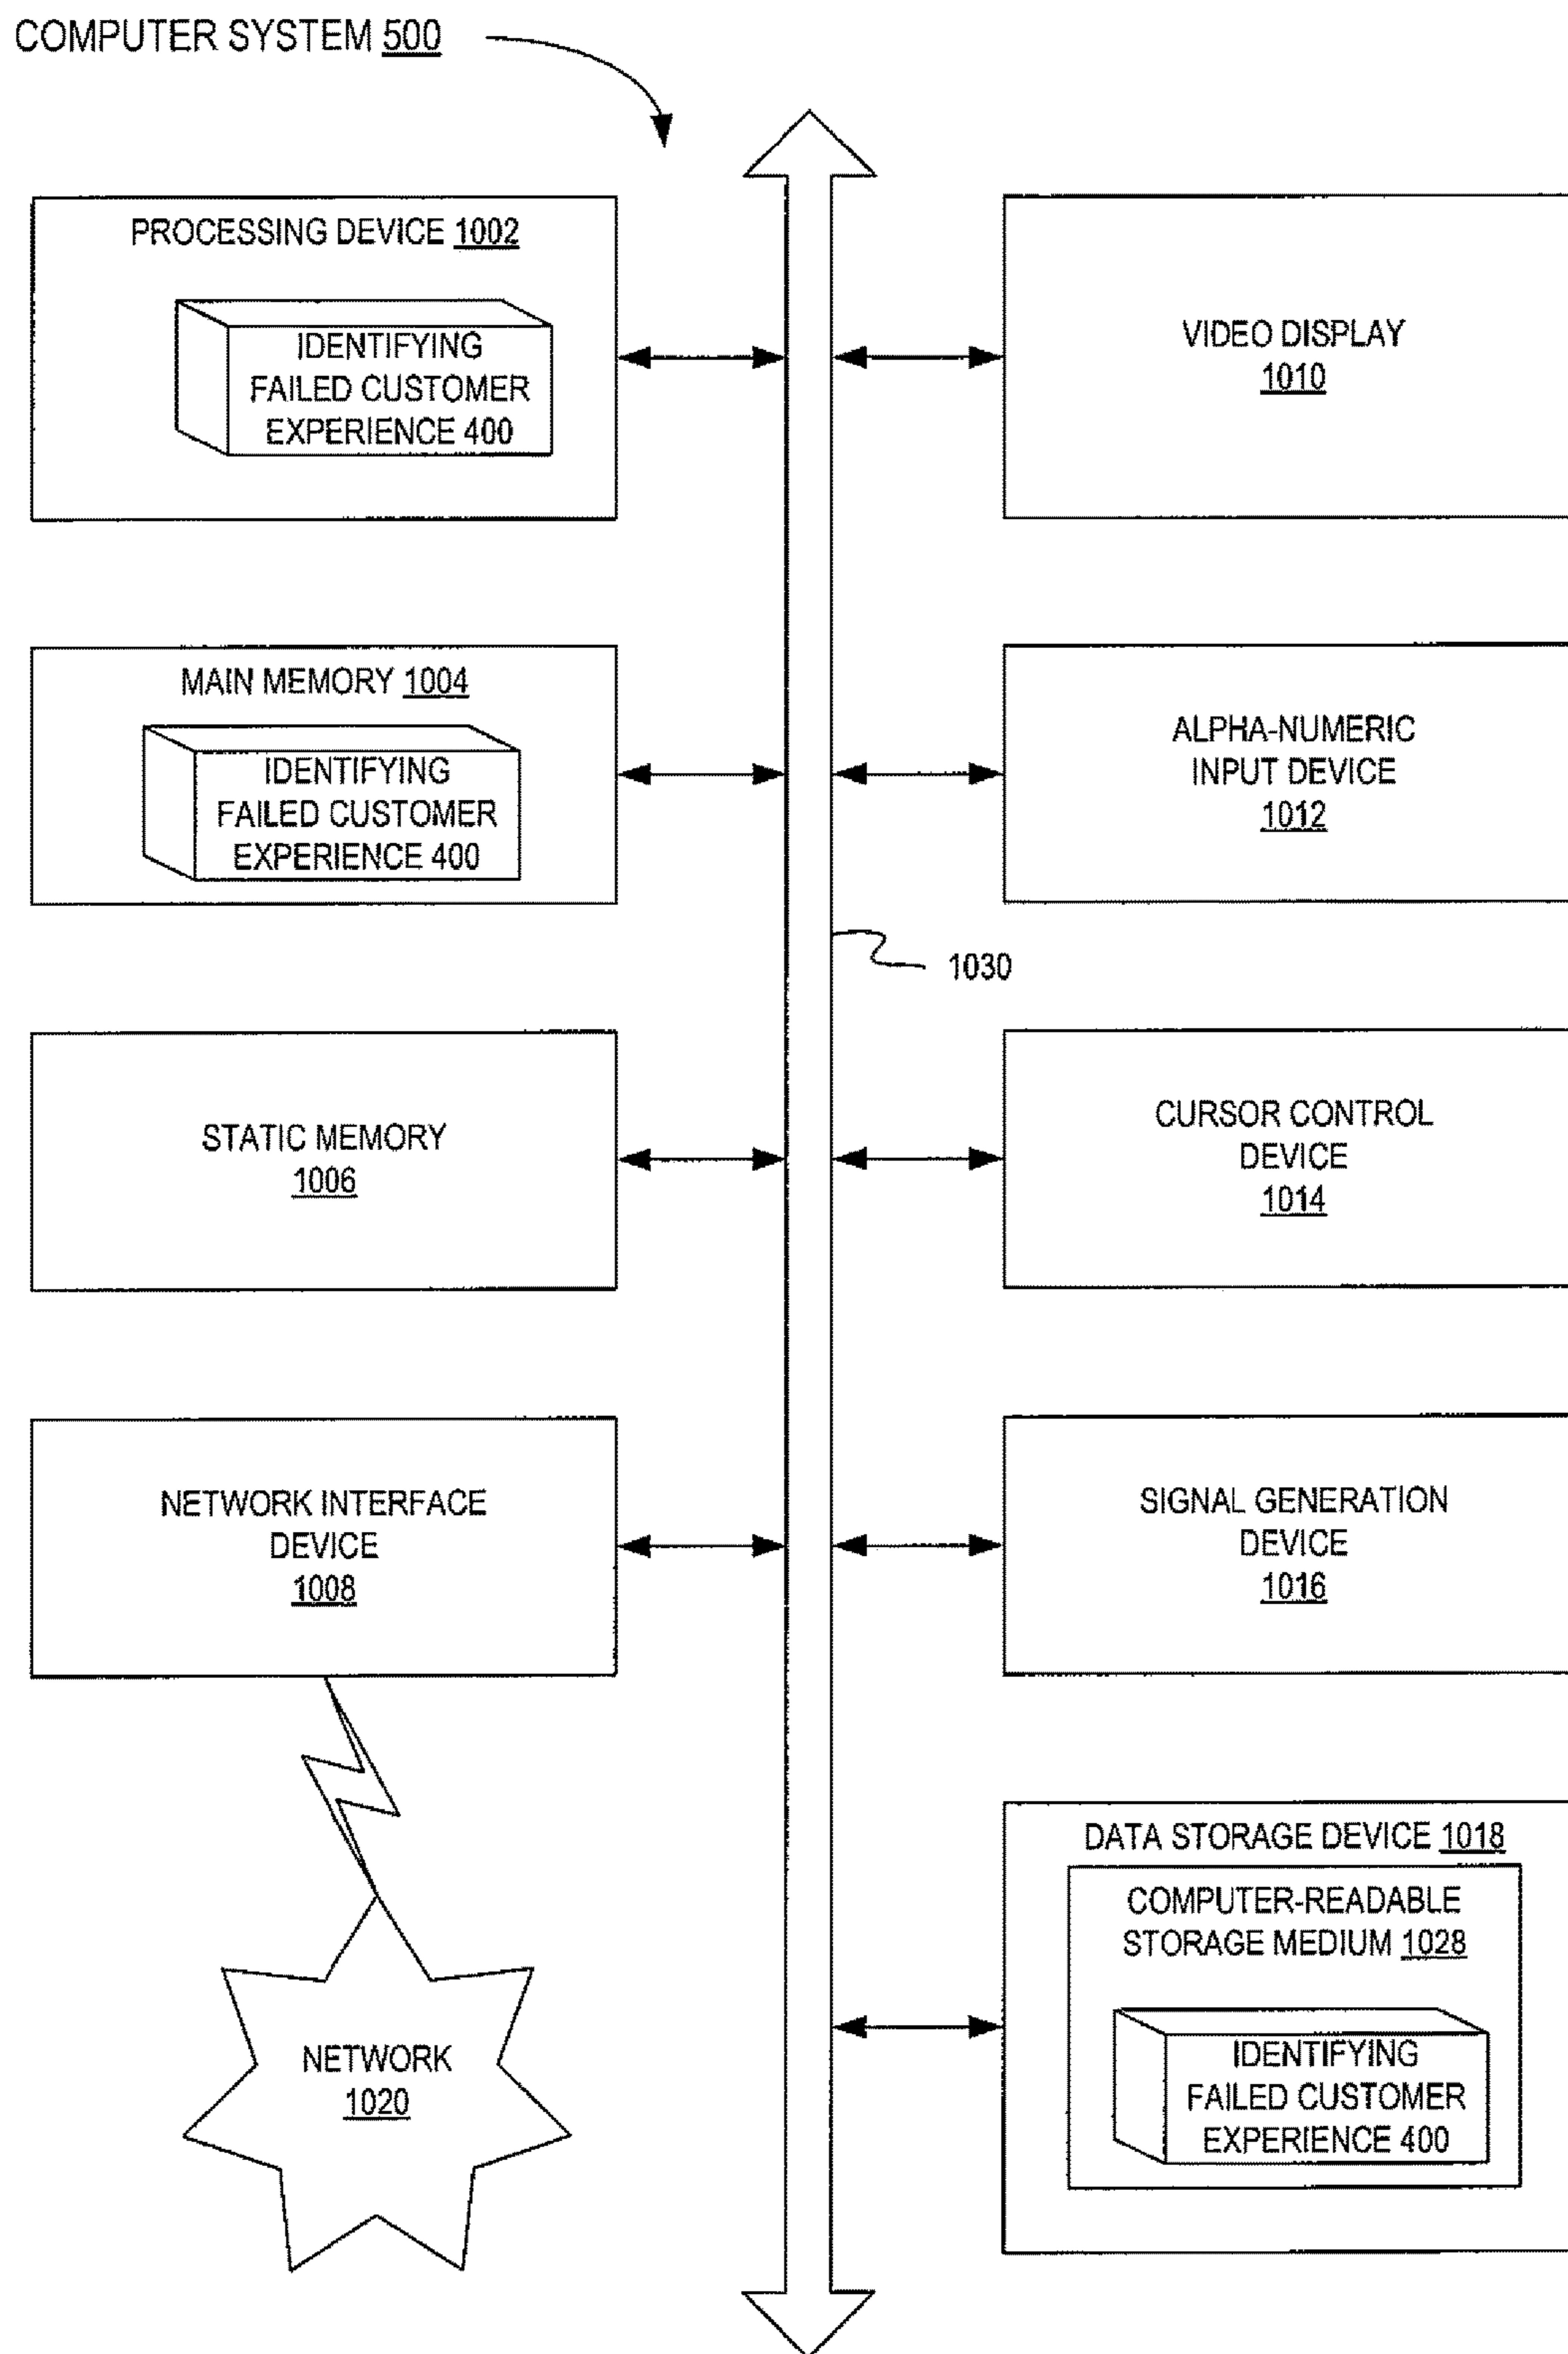 COMPUTER SYSTEM 500
PROCESSING DEVICE 1002
IDENTIFYING
FAILED CUSTOMER
EXPERIENCE 400
VIDEO DISPLAY
1010
MAIN MEMORY 1004
IDENTIFYING
FAILED CUSTOMER
EXPERIENCE 400
ALPHA-NUMERIC
INPUT DEVICE
1012
1030
STATIC MEMORY
1006
CURSOR CONTROL
DEVICE
1014
NETWORK INTERFACE
DEVICE
1008
SIGNAL GENERATION
DEVICE
1016
DATA STORAGE DEVICE 1018
COMPUTER-READABLE
STORAGE MEDIUM 1028
IDENTIFYING
FAILED CUSTOMER
EXPERIENCE 400
NETWORK
1020